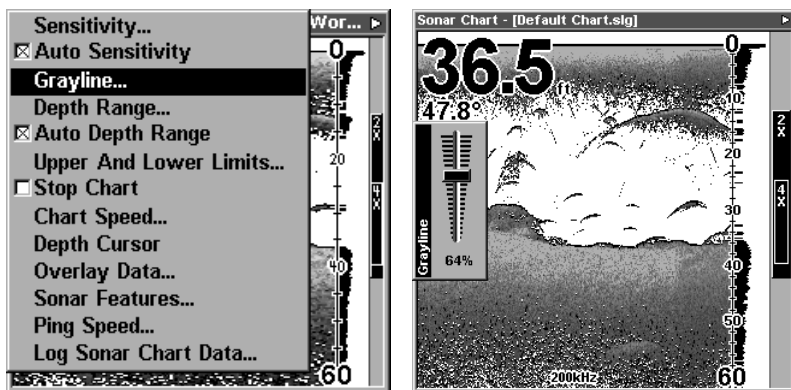 Sensitivity...
Auto Sensitivity
Grayline...
Depth Range...
Auto Depth Range
Upper And Lower Limits...
Stop Chart
Chart Speed...
Depth Cursor
Overlay Data...
Sonar Features...
Ping Speed...
Log Sonar Chart Data...
Wor...
0
20
40
60
2X
4X
Sonar Chart - [Default Chart.slg]
36.5 ft
47.8°
Grayline
64%
0
10
20
30
40
50
60
200kHz
2X
4X